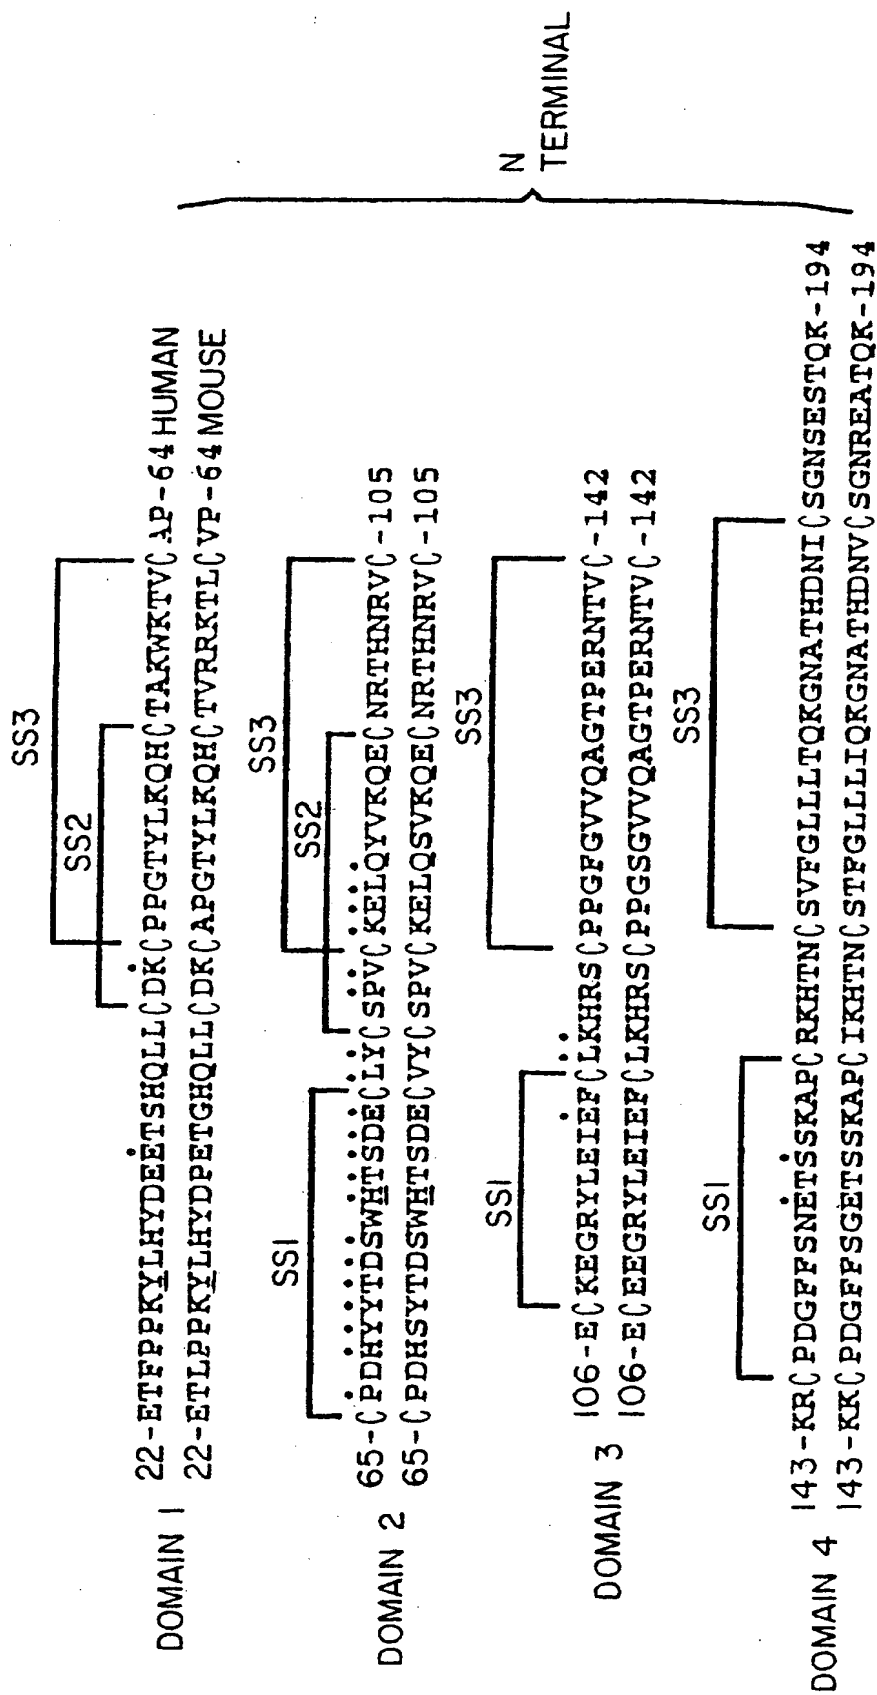 SS3
SS2
DOMAIN 1
22-ETFPPKYLHYDEETSHQLLCDKCPPGTYLKQHCTAKWKTVCAP-64 HUMAN
22-ETLPPKYLHYDPETGHQLLCDKCAPGTYLKQHCTVRRKTLCVP-64 MOUSE
SS3
SS1
SS2
DOMAIN 2
65-CPDHYYTDSWHTSDECLYCSPVCKELQYVKQECNRTHNRVC-105
65-CPDHSYTDSWHTSDECVYCSPVCKELQSVKQECNRTHNRVC-105
SS1
SS3
DOMAIN 3
106-ECKEGRYLEIEFCLKHRSCPPGFGVVQAGTPERNTVC-142
106-ECEEGRYLEIEFCLKHRSCPPGSGVVQAGTPERNTVC-142
SS1
SS3
DOMAIN 4
143-KRCPDGFFSNETSSKAPCRKHTNCSVFGLLLTQKGNATHDNICSGNSESTQK-194
143-KKCPDGFFSGETSSKAPCIKHTNCSTFGLLLIQKGNATHDNVCSGNREATQK-194
N
TERMINAL